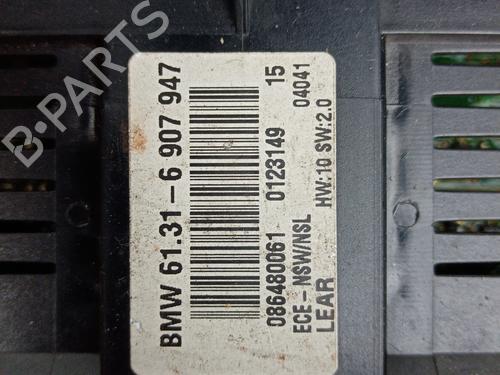 BMW 61.31 – 6 907 947
086480061 0123149 15
ECE – NSW/NSL 04041
LEAR HW:10 SW:2.0
B-PARTS